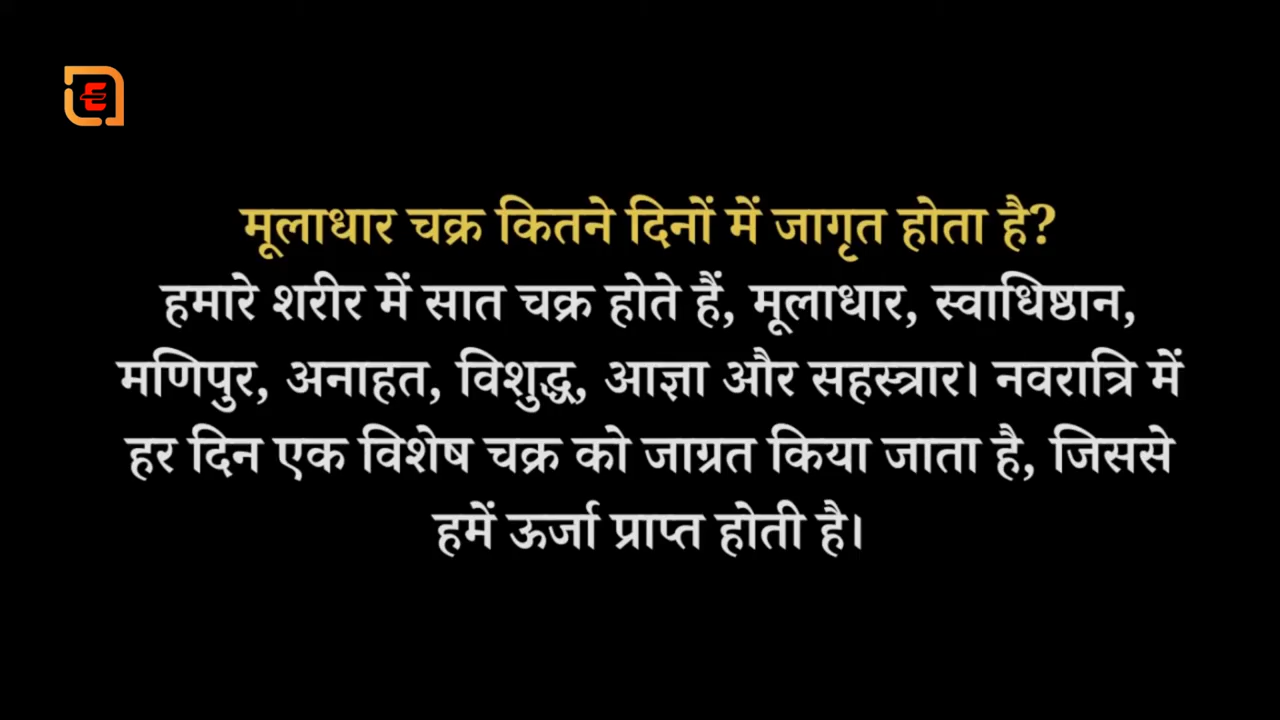 E
मूलाधार चक्र कितने दिनों में जागृत होता है?
हमारे शरीर में सात चक्र होते हैं, मूलाधार, स्वाधिष्ठान,
मणिपुर, अनाहत, विशुद्ध, आज्ञा और सहस्त्रार। नवरात्रि में
हर दिन एक विशेष चक्र को जाग्रत किया जाता है, जिससे
हमें ऊर्जा प्राप्त होती है।